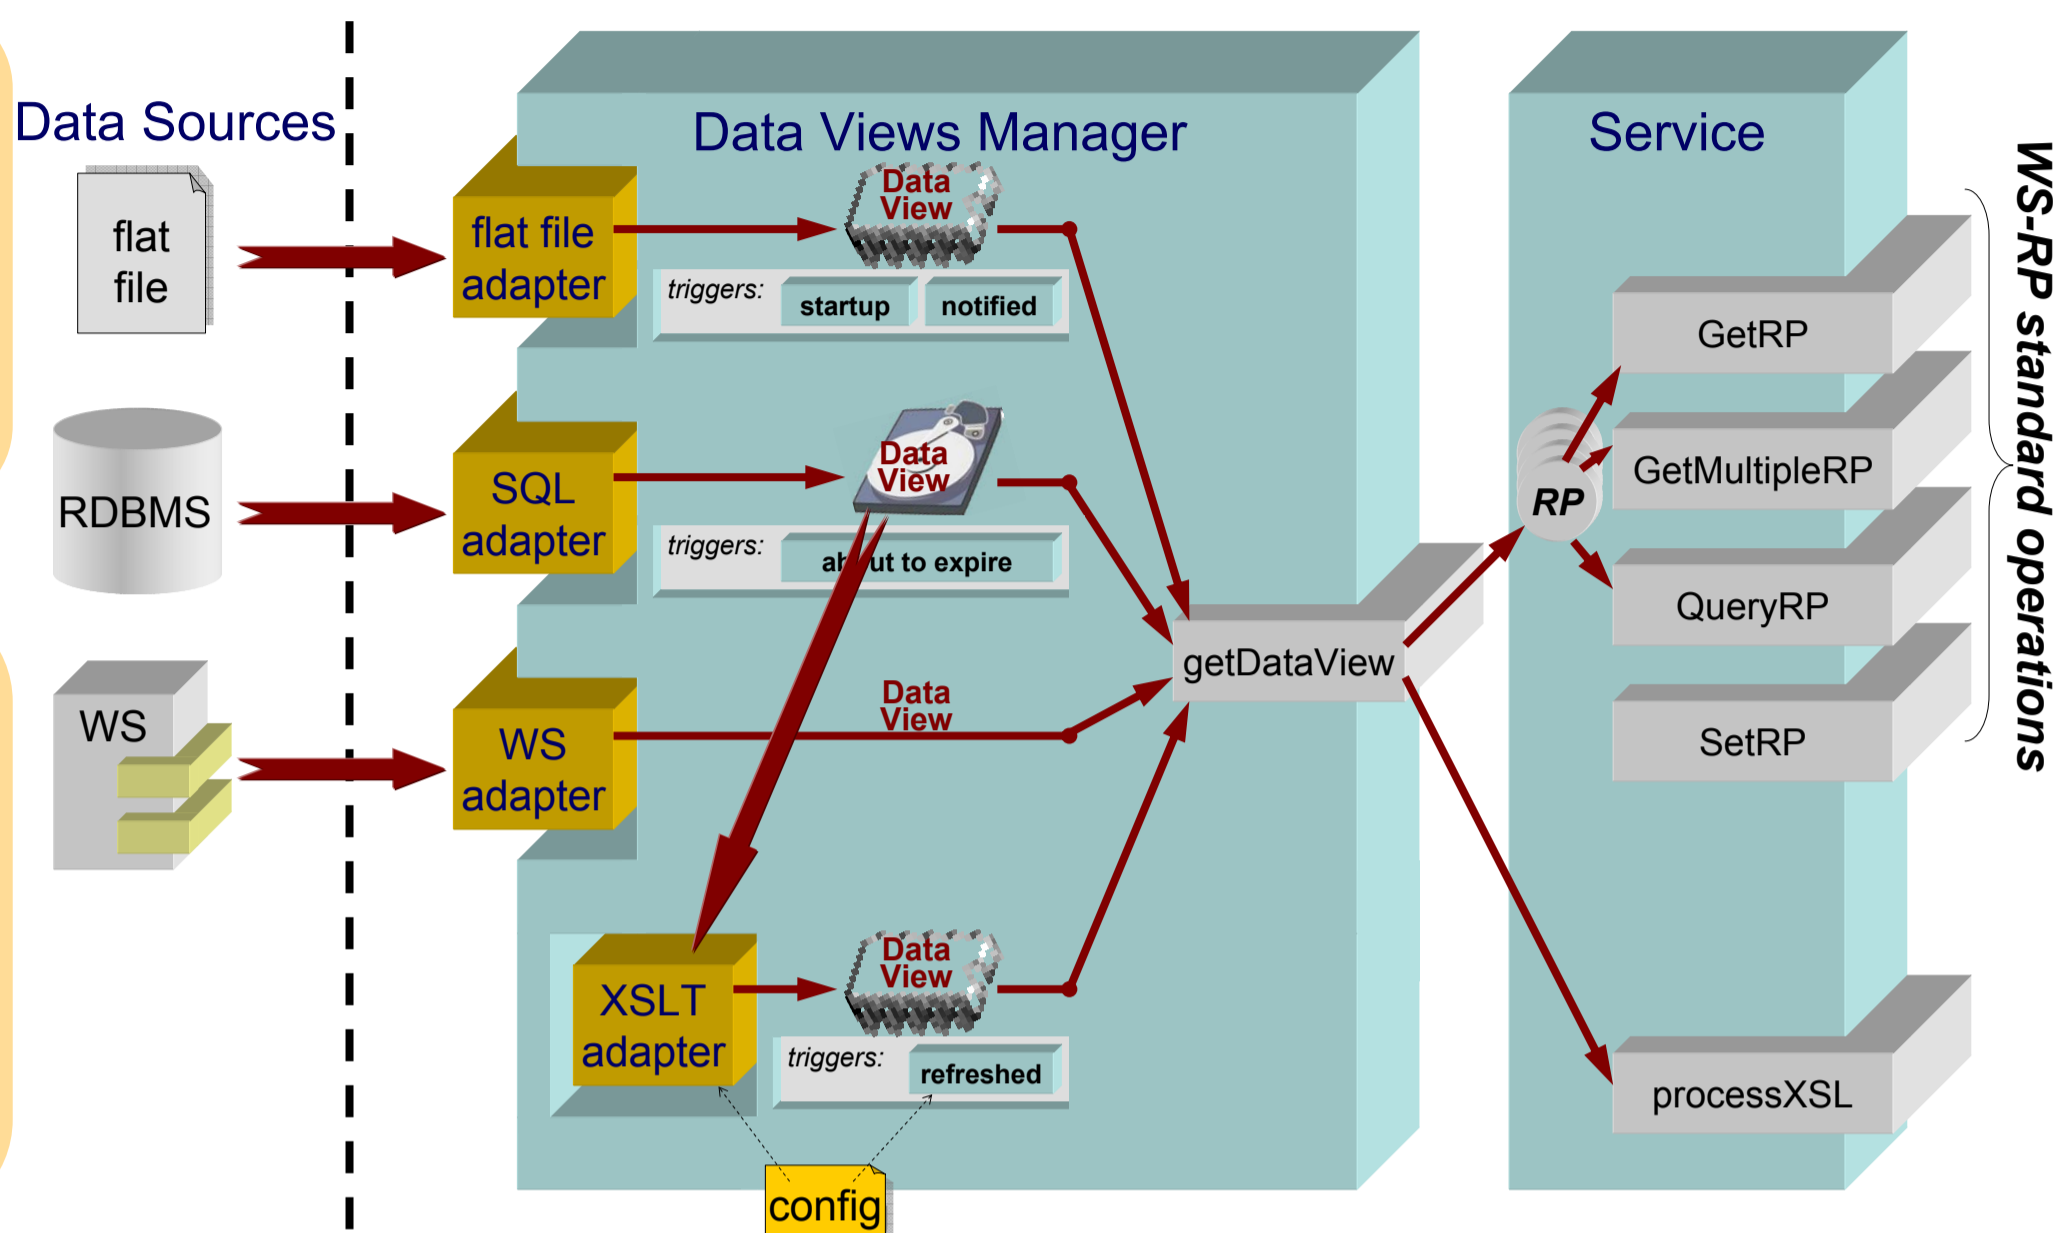 Data Sources
flat
file
RDBMS
WS
Data Views Manager
flat file
adapter
Data
View
triggers:
startup
notified
SQL
adapter
Data
View
triggers:
about to expire
WS
adapter
Data
View
getDataView
XSLT
adapter
Data
View
triggers:
refreshed
config
Service
RP
GetRP
GetMultipleRP
QueryRP
SetRP
processXSL
WS-RP standard operations